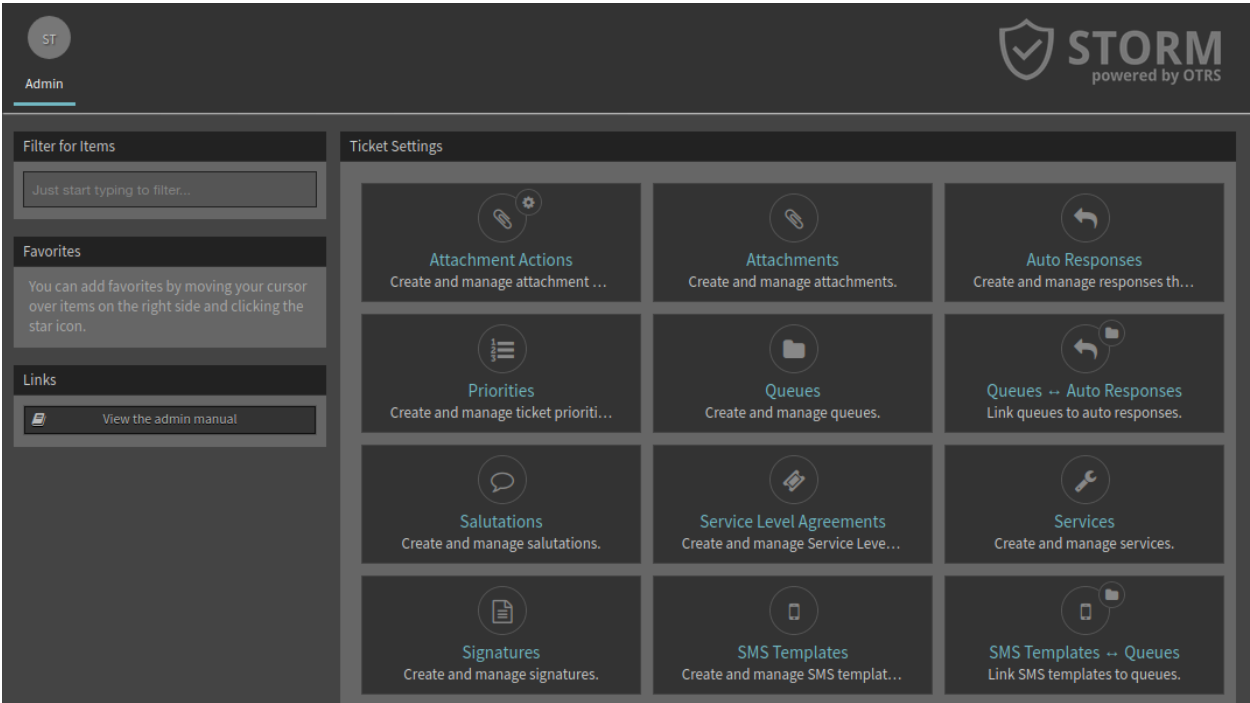 ST
Admin
STORM
powered by OTRS
Filter for Items
Just start typing to filter...
Favorites
You can add favorites by moving your cursor
over items on the right side and clicking the
star icon.
Links
View the admin manual
Ticket Settings
Attachment Actions
Create and manage attachment …
Attachments
Create and manage attachments.
Auto Responses
Create and manage responses th…
1
2
3
Priorities
Create and manage ticket prioriti…
Queues
Create and manage queues.
Queues ↔ Auto Responses
Link queues to auto responses.
Salutations
Create and manage salutations.
Service Level Agreements
Create and manage Service Leve…
Services
Create and manage services.
Signatures
Create and manage signatures.
SMS Templates
Create and manage SMS templat…
SMS Templates ↔ Queues
Link SMS templates to queues.